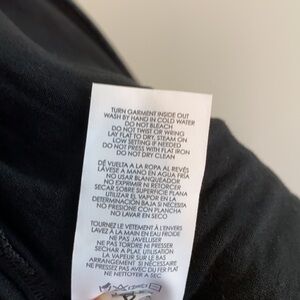 TURN GARMENT INSIDE OUT
WASH BY HAND IN COLD WATER
DO NOT BLEACH
DO NOT TWIST OR WRING
LAY FLAT TO DRY. STEAM ON
LOW SETTING IF NEEDED
DO NOT PRESS WITH FLAT IRON
DO NOT DRY CLEAN
DÉ VUELTA A LA ROPA AL REVÉS
LÁVESE A MANO EN AGUA FRIA
NO USAR BLANQUEADOR
NO EXPRIMIR NI RETORCER
SECAR SOBRE SUPERFICIE PLANA
UTILIZAR EL VAPOR EN LA
DETERMINACIÓN BAJA SI NECESITA
NO PRESIONE CON PLANCHA
NO LAVAR EN SECO
TOURNEZ LE VETÊMENT À L'ENVERS
LAVEZ À LA MAIN EN EAU FROIDE
NE PAS JAVELLISER
NE PAS TORDRE NI PRESSER
SÉCHER À PLAT. UTILISER
LA VAPEUR SUR LE BAS
ARRANGEMENT SI NÉCESSAIRE
NE PAS PRESSER AVEC DU FER PLAT
NE NETTOYER A SEC.